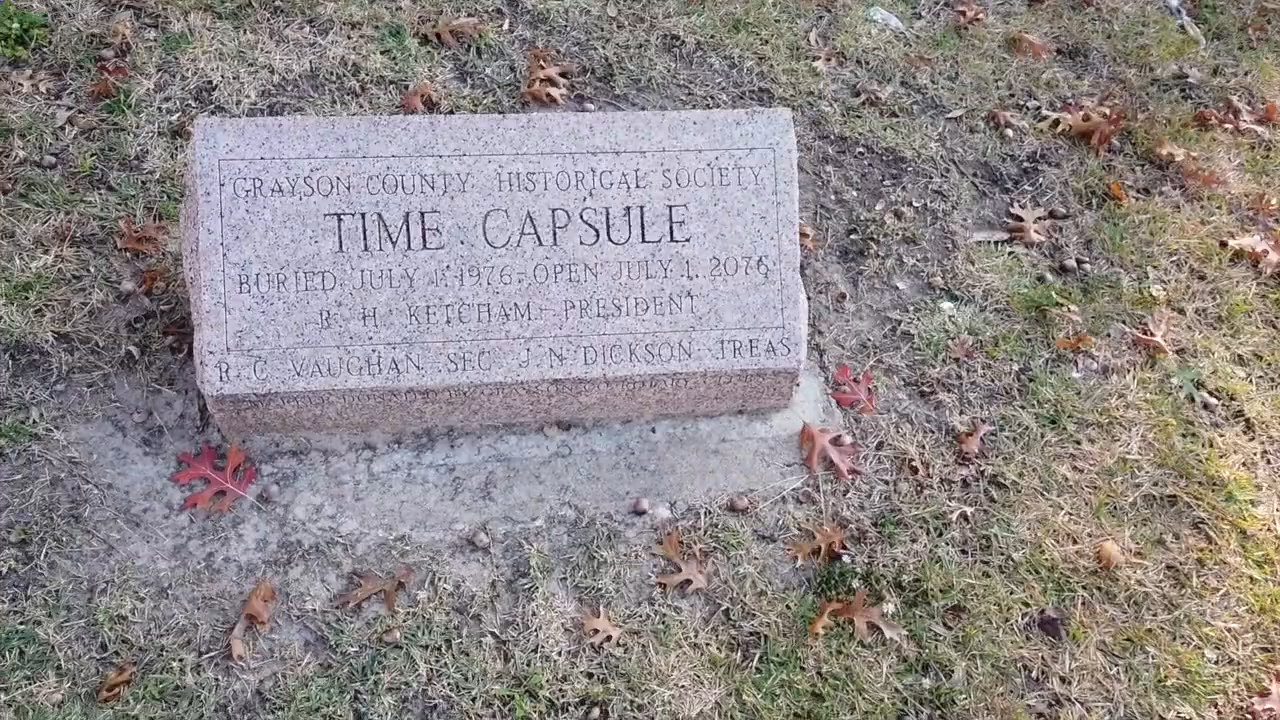 GRAYSON COUNTY HISTORICAL SOCIETY
TIME CAPSULE
BURIED JULY 1, 1976-OPEN JULY 1, 2076
R H KETCHAM-PRESIDENT
R C VAUGHAN SEC J N DICKSON-TREAS